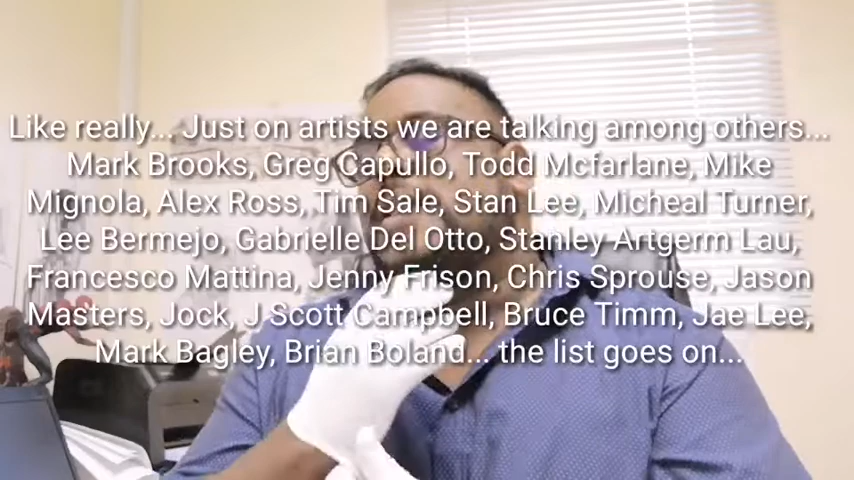 Like really... Just on artists we are talking among others...
Mark Brooks, Greg Capullo, Todd Mcfarlane, Mike
Mignola, Alex Ross, Tim Sale, Stan Lee, Micheal Turner,
Lee Bermejo, Gabrielle Del Otto, Stanley Artgerm Lau,
Francesco Mattina, Jenny Frison, Chris Sprouse, Jason
Masters, Jock, J Scott Campbell, Bruce Timm, Jae Lee,
Mark Bagley, Brian Boland... the list goes on...